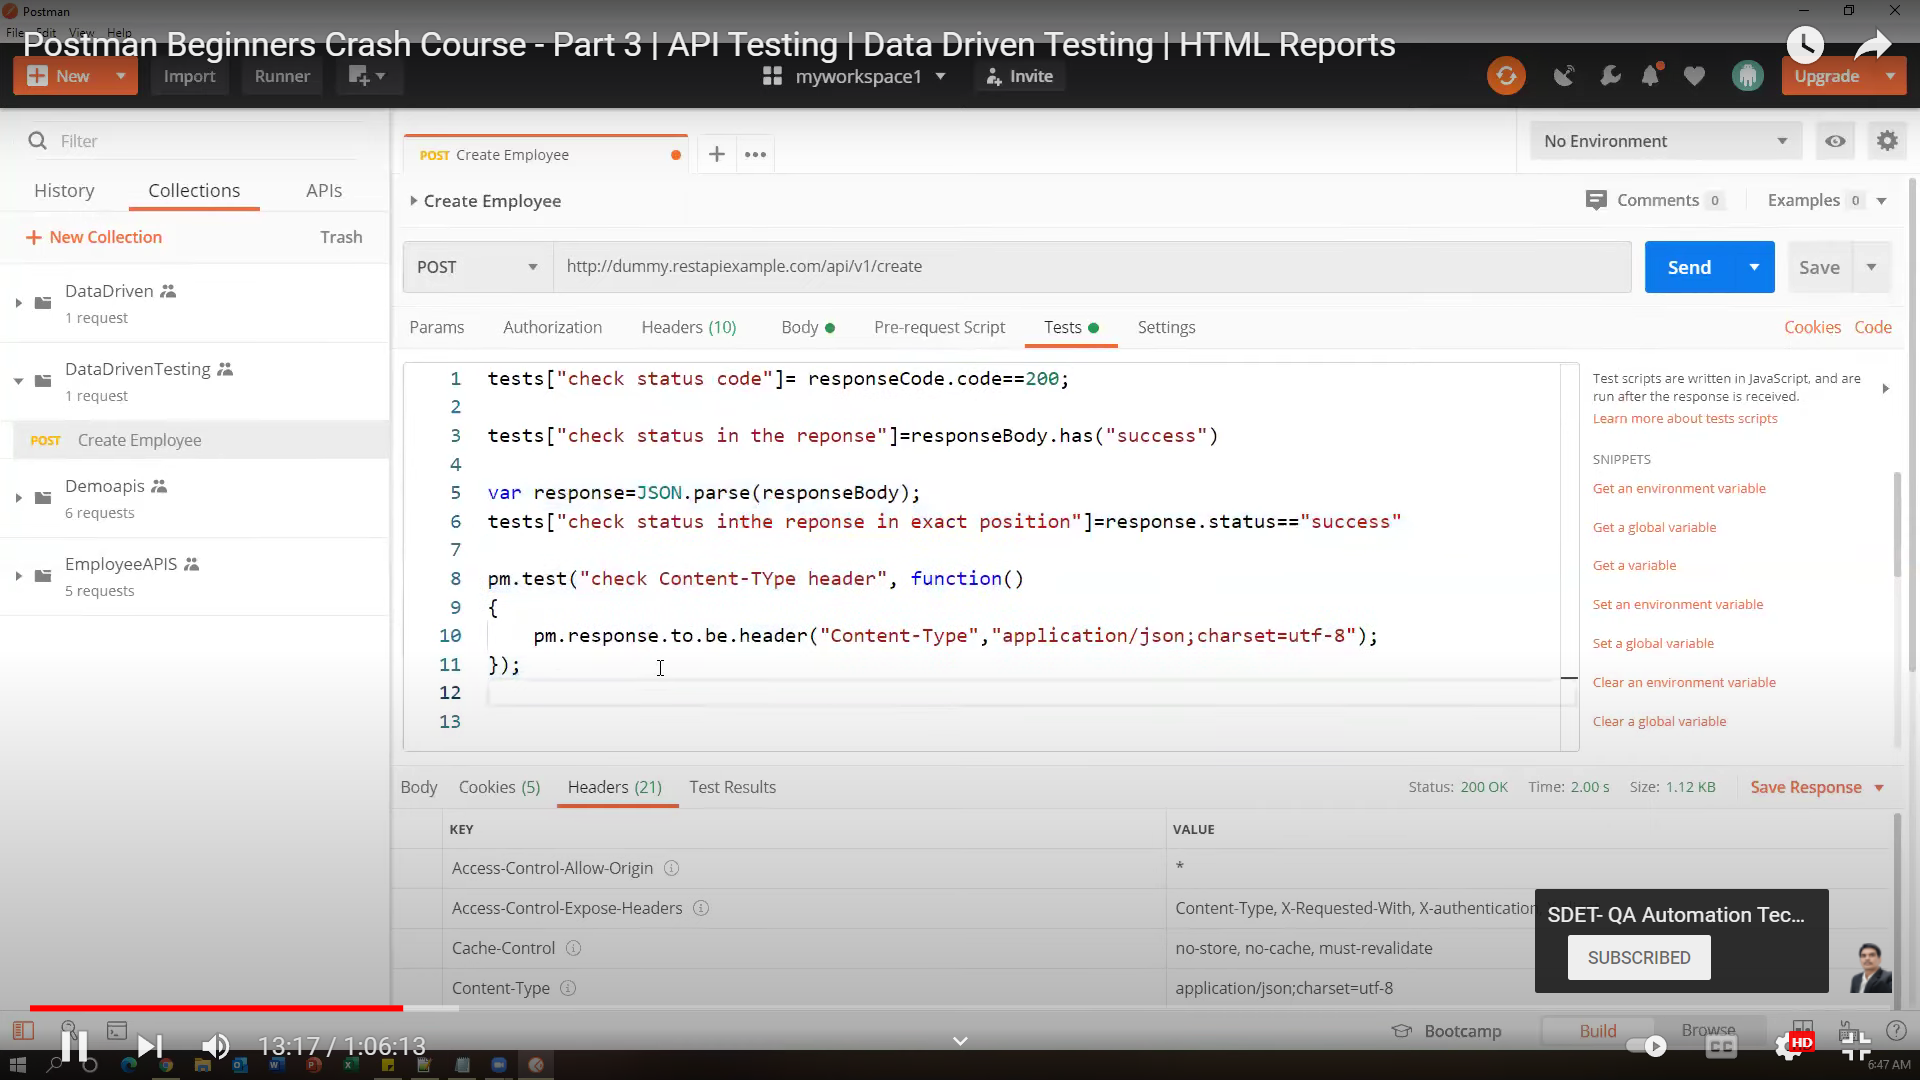 Postman
File Edit View Help
Postman Beginners Crash Course - Part 3 | API Testing | Data Driven Testing | HTML Reports
New
Import
Runner
myworkspace1
Invite
Upgrade
Filter
History
Collections
APIs
New Collection
Trash
DataDriven
1 request
DataDrivenTesting
1 request
POST Create Employee
Demoapis
6 requests
EmployeeAPIS
5 requests
POST Create Employee
No Environment
Create Employee
Comments 0
Examples 0
POST
http://dummy.restapiexample.com/api/v1/create
Send
Save
Params
Authorization
Headers (10)
Body
Pre-request Script
Tests
Settings
Cookies
Code
1 tests["check status code"]= responseCode.code==200;
2
3 tests["check status in the reponse"]=responseBody.has("success")
4
5 var response=JSON.parse(responseBody);
6 tests["check status inthe reponse in exact position"]=response.status=="success"
7
8 pm.test("check Content-TYpe header", function()
9 {
10 pm.response.to.be.header("Content-Type","application/json;charset=utf-8");
11 });
12
13
Test scripts are written in JavaScript, and are
run after the response is received.
Learn more about tests scripts
SNIPPETS
Get an environment variable
Get a global variable
Get a variable
Set an environment variable
Set a global variable
Clear an environment variable
Clear a global variable
Body
Cookies (5)
Headers (21)
Test Results
Status: 200 OK
Time: 2.00 s
Size: 1.12 KB
Save Response
KEY
VALUE
Access-Control-Allow-Origin
*
Access-Control-Expose-Headers
Content-Type, X-Requested-With, X-authentication
Cache-Control
no-store, no-cache, must-revalidate
Content-Type
application/json;charset=utf-8
SDET- QA Automation Tec...
SUBSCRIBED
13:17 / 1:06:13
Bootcamp
Build
Browse
CC
HD
6:47 AM